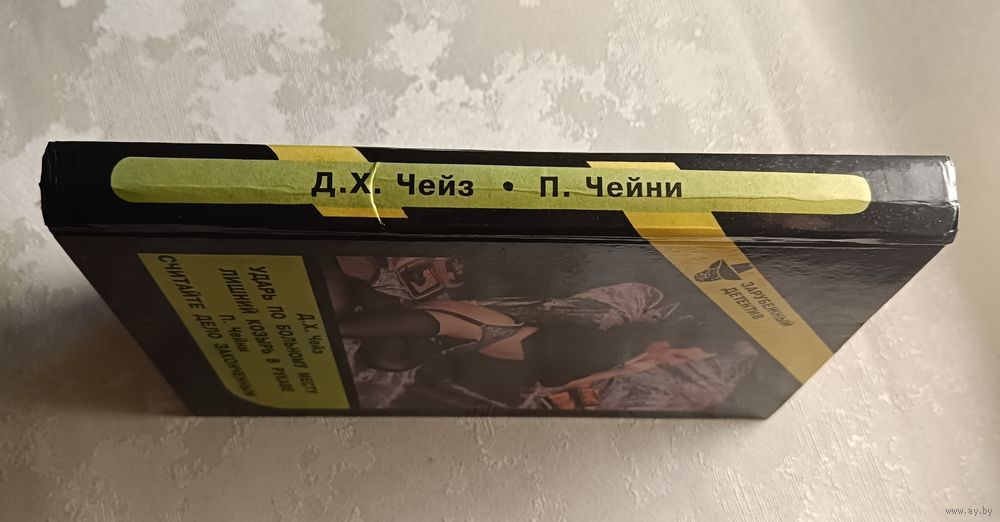 Д.Х. Чейз • П. Чейни
Д.Х. Чейз
УДАРЬ ПО БОЛЬНОМУ МЕСТУ
ЛИШНИЙ КОЗЫРЬ В РУКАВЕ
П. Чейни
СЧИТАЙТЕ ДЕЛО ЗАКОНЧЕННЫМ
ЗАРУБЕЖНЫЙ
ДЕТЕКТИВ
www.ay.by